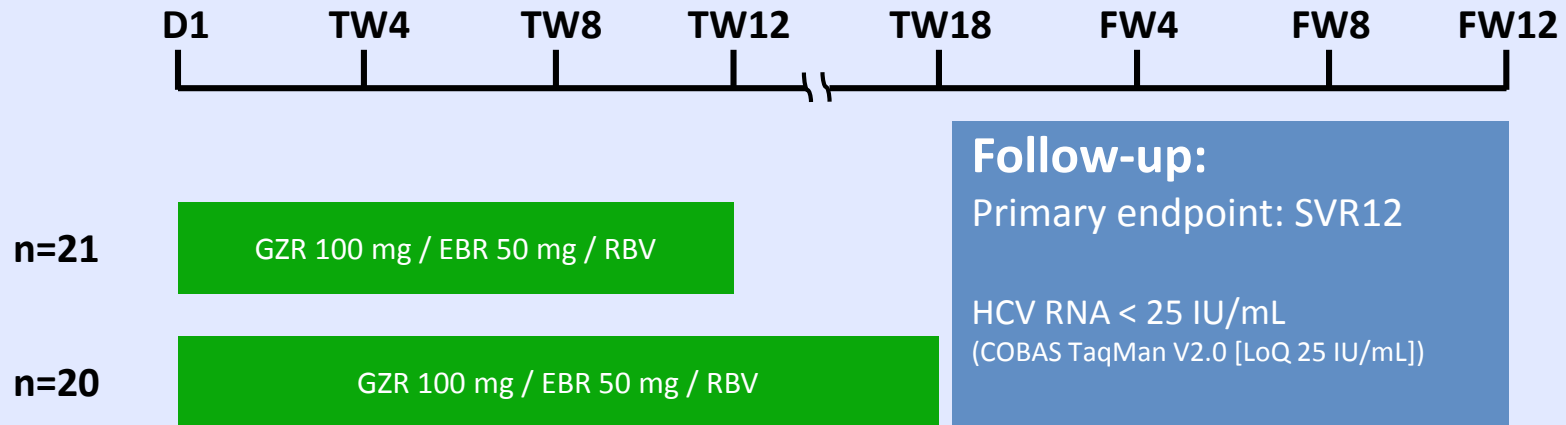 D1 TW4 TW8 TW12 TW18 FW4 FW8 FW12
Follow-up:
Primary endpoint: SVR12
n=21
GZR 100 mg / EBR 50 mg / RBV
HCV RNA < 25 IU/mL
(COBAS TaqMan V2.0 [LoQ 25 IU/mL])
n=20
GZR 100 mg / EBR 50 mg / RBV